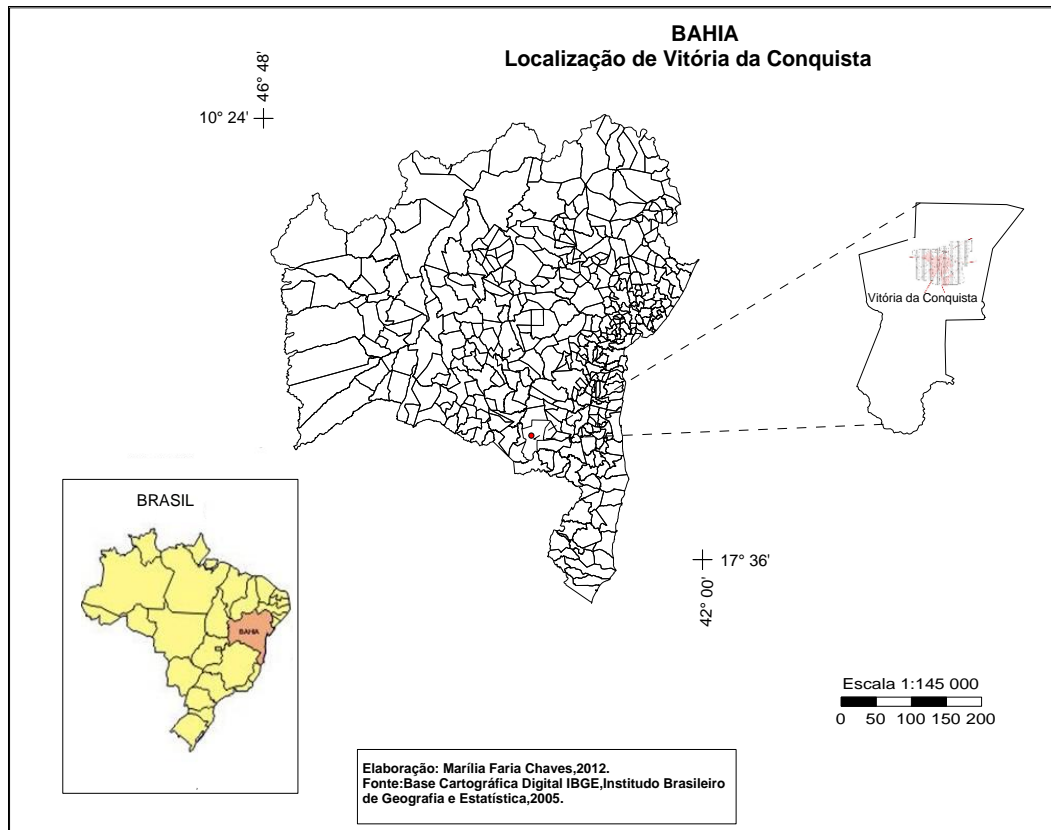 BAHIA
Localização de Vitória da Conquista
46° 48'
10° 24'
Vitória da Conquista
BRASIL
BAHIA
17° 36'
42° 00'
Escala 1:145 000
0 50 100 150 200
Elaboração: Marília Faria Chaves,2012.
Fonte:Base Cartográfica Digital IBGE,Institudo Brasileiro
de Geografia e Estatística,2005.